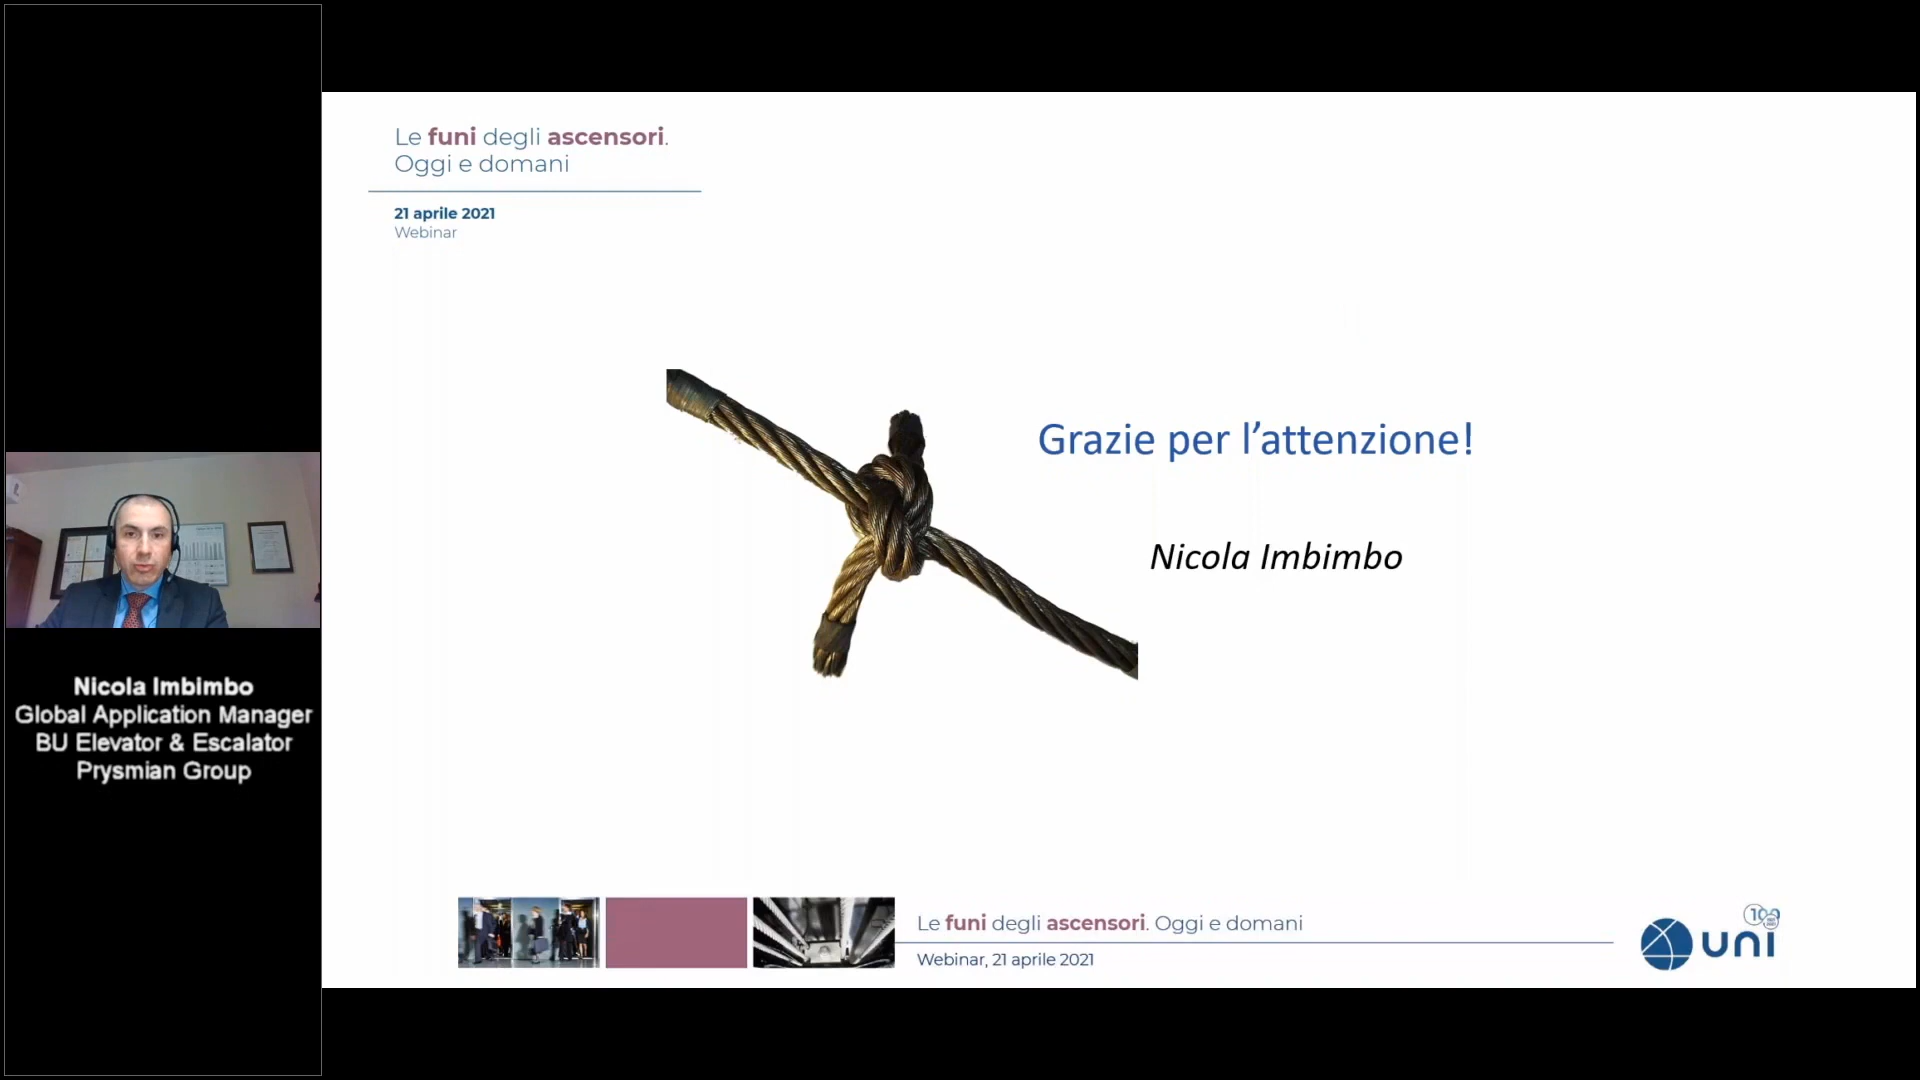 Le funi degli ascensori.
Oggi e domani
21 aprile 2021
Webinar
Grazie per l'attenzione!
Nicola Imbimbo
Nicola Imbimbo
Global Application Manager
BU Elevator & Escalator
Prysmian Group
Le funi degli ascensori. Oggi e domani
Webinar, 21 aprile 2021
100
uni